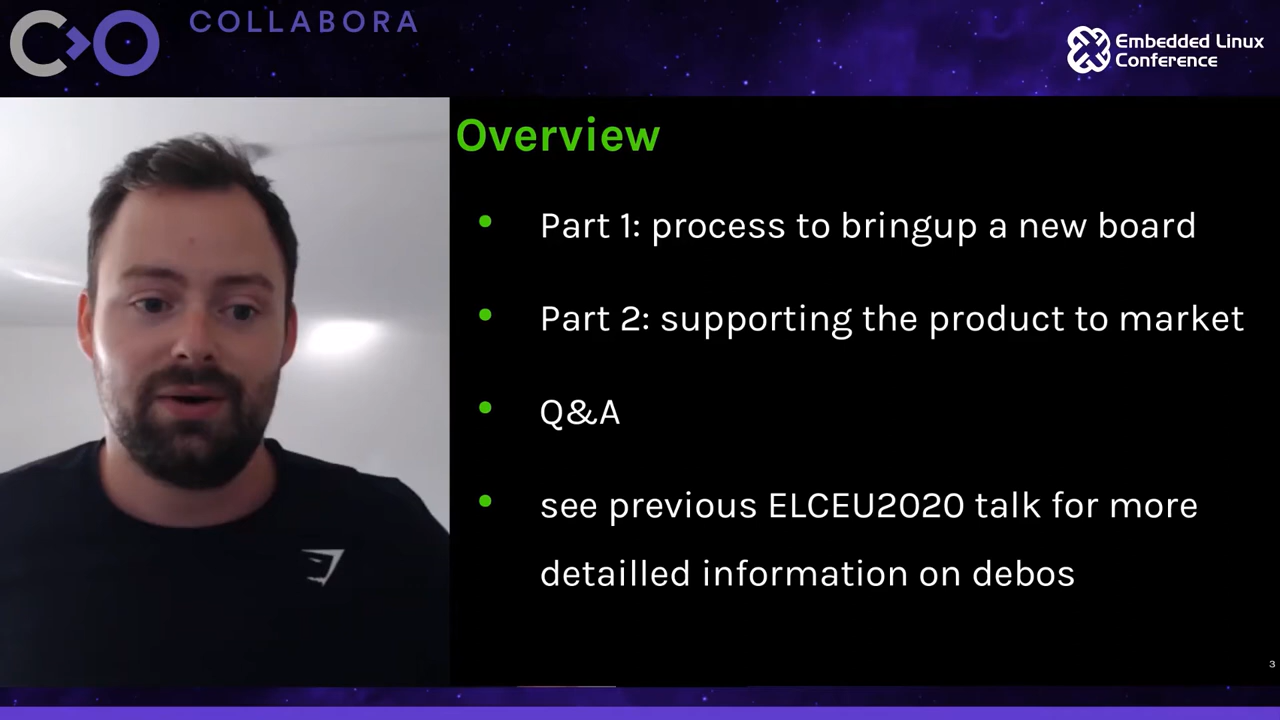 COLLABORA
Embedded Linux
Conference
Overview
Part 1: process to bringup a new board
Part 2: supporting the product to market
Q&A
see previous ELCEU2020 talk for more
detailled information on debos
3